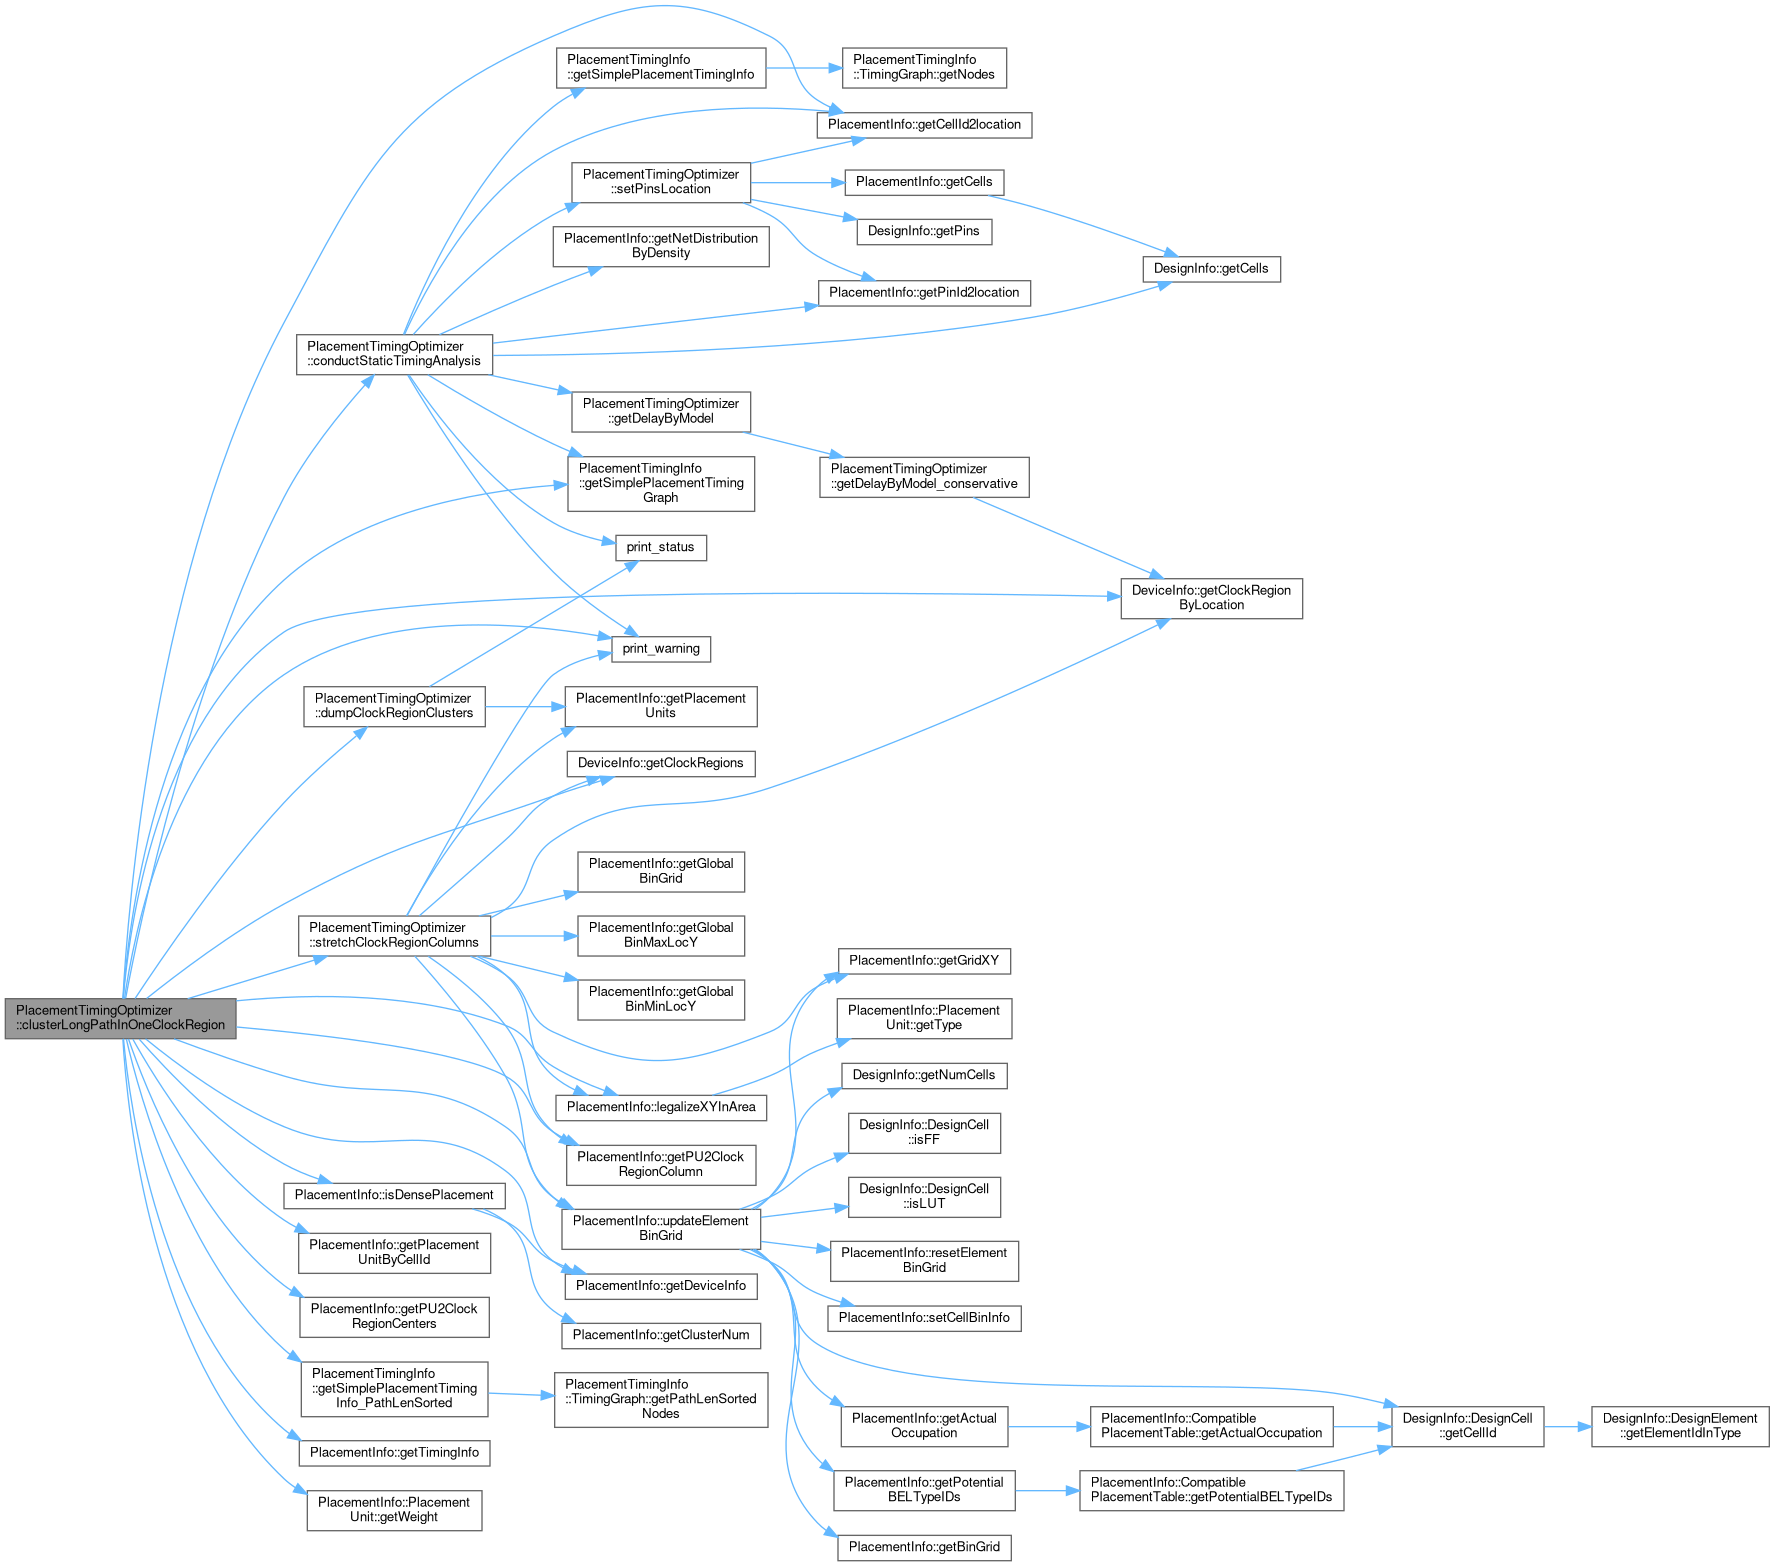 PlacementTimingOptimizer
::clusterLongPathInOneClockRegion
PlacementTimingOptimizer
::conductStaticTimingAnalysis
PlacementTimingOptimizer
::dumpClockRegionClusters
PlacementTimingOptimizer
::stretchClockRegionColumns
PlacementInfo::isDensePlacement
PlacementInfo::getPlacement
UnitByCellId
PlacementInfo::getPU2Clock
RegionCenters
PlacementTimingInfo
::getSimplePlacementTiming
Info_PathLenSorted
PlacementInfo::getTimingInfo
PlacementInfo::Placement
Unit::getWeight
PlacementTimingInfo
::getSimplePlacementTimingInfo
PlacementTimingOptimizer
::setPinsLocation
PlacementInfo::getNetDistribution
ByDensity
PlacementTimingOptimizer
::getDelayByModel
PlacementTimingInfo
::getSimplePlacementTiming
Graph
print_status
print_warning
PlacementInfo::getPlacement
Units
DeviceInfo::getClockRegions
PlacementInfo::getGlobal
BinGrid
PlacementInfo::getGlobal
BinMaxLocY
PlacementInfo::getGlobal
BinMinLocY
PlacementInfo::legalizeXYInArea
PlacementInfo::getPU2Clock
RegionColumn
PlacementInfo::updateElement
BinGrid
PlacementInfo::getDeviceInfo
PlacementInfo::getClusterNum
PlacementTimingInfo
::TimingGraph::getPathLenSorted
Nodes
PlacementTimingInfo
::TimingGraph::getNodes
PlacementInfo::getCellId2location
PlacementInfo::getCells
DesignInfo::getPins
PlacementInfo::getPinId2location
PlacementTimingOptimizer
::getDelayByModel_conservative
PlacementInfo::getGridXY
PlacementInfo::Placement
Unit::getType
DesignInfo::getNumCells
DesignInfo::DesignCell
::isFF
DesignInfo::DesignCell
::isLUT
PlacementInfo::resetElement
BinGrid
PlacementInfo::setCellBinInfo
PlacementInfo::getActual
Occupation
PlacementInfo::getPotential
BELTypeIDs
PlacementInfo::getBinGrid
DesignInfo::getCells
DeviceInfo::getClockRegion
ByLocation
PlacementInfo::Compatible
PlacementTable::getActualOccupation
PlacementInfo::Compatible
PlacementTable::getPotentialBELTypeIDs
DesignInfo::DesignCell
::getCellId
DesignInfo::DesignElement
::getElementIdInType